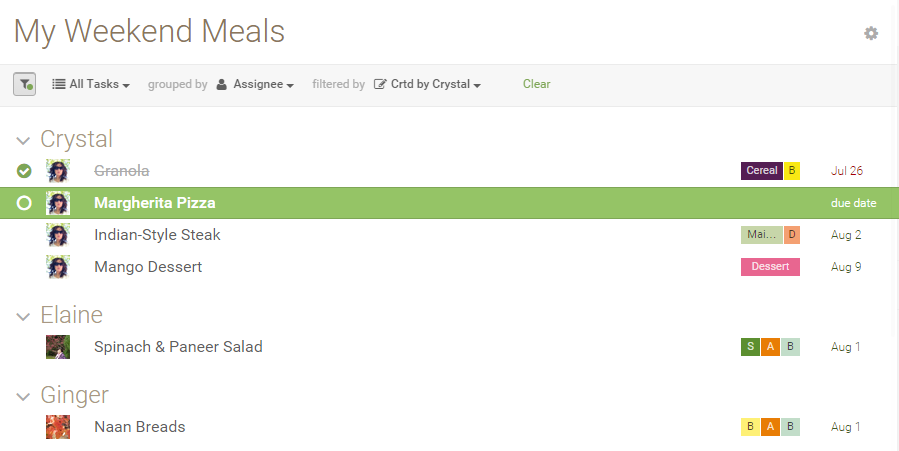 My Weekend Meals
All Tasks grouped by Assignee filtered by Crtd by Crystal Clear
Crystal
Granola Cereal B Jul 26
Margherita Pizza due date
Indian-Style Steak Mai... D Aug 2
Mango Dessert Dessert Aug 9
Elaine
Spinach & Paneer Salad S A B Aug 1
Ginger
Naan Breads B A B Aug 1